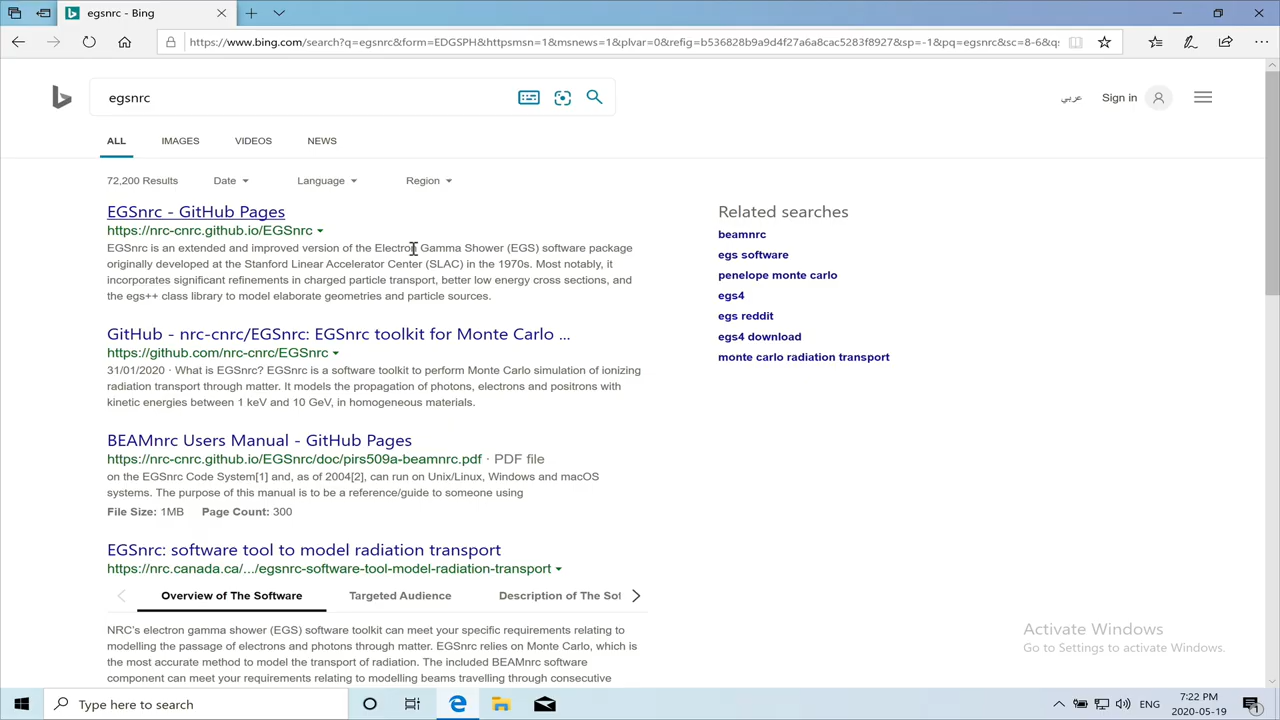 egsnrc - Bing
https://www.bing.com/search?q=egsnrc&form=EDGSPH&httpsmsn=1&msnews=1&plvar=0&refig=b536828b9a9d4f27a6a8cac5283f8927&sp=-1&pq=egsnrc&sc=8-6&q:
egsnrc
عربي
Sign in
ALL
IMAGES
VIDEOS
NEWS
72,200 Results
Date
Language
Region
EGSnrc - GitHub Pages
https://nrc-cnrc.github.io/EGSnrc
EGSnrc is an extended and improved version of the Electron Gamma Shower (EGS) software package
originally developed at the Stanford Linear Accelerator Center (SLAC) in the 1970s. Most notably, it
incorporates significant refinements in charged particle transport, better low energy cross sections, and
the egs++ class library to model elaborate geometries and particle sources.
GitHub - nrc-cnrc/EGSnrc: EGSnrc toolkit for Monte Carlo ...
https://github.com/nrc-cnrc/EGSnrc
31/01/2020 · What is EGSnrc? EGSnrc is a software toolkit to perform Monte Carlo simulation of ionizing
radiation transport through matter. It models the propagation of photons, electrons and positrons with
kinetic energies between 1 keV and 10 GeV, in homogeneous materials.
BEAMnrc Users Manual - GitHub Pages
https://nrc-cnrc.github.io/EGSnrc/doc/pirs509a-beamnrc.pdf · PDF file
on the EGSnrc Code System[1] and, as of 2004[2], can run on Unix/Linux, Windows and macOS
systems. The purpose of this manual is to be a reference/guide to someone using
File Size: 1MB Page Count: 300
EGSnrc: software tool to model radiation transport
https://nrc.canada.ca/.../egsnrc-software-tool-model-radiation-transport
Overview of The Software
Targeted Audience
Description of The Sof
NRC's electron gamma shower (EGS) software toolkit can meet your specific requirements relating to
modelling the passage of electrons and photons through matter. EGSnrc relies on Monte Carlo, which is
the most accurate method to model the transport of radiation. The included BEAMnrc software
component can meet your requirements relating to modelling beams travelling through consecutive
Related searches
beamnrc
egs software
penelope monte carlo
egs4
egs reddit
egs4 download
monte carlo radiation transport
Activate Windows
Go to Settings to activate Windows.
Type here to search
ENG
7:22 PM
2020-05-19
1